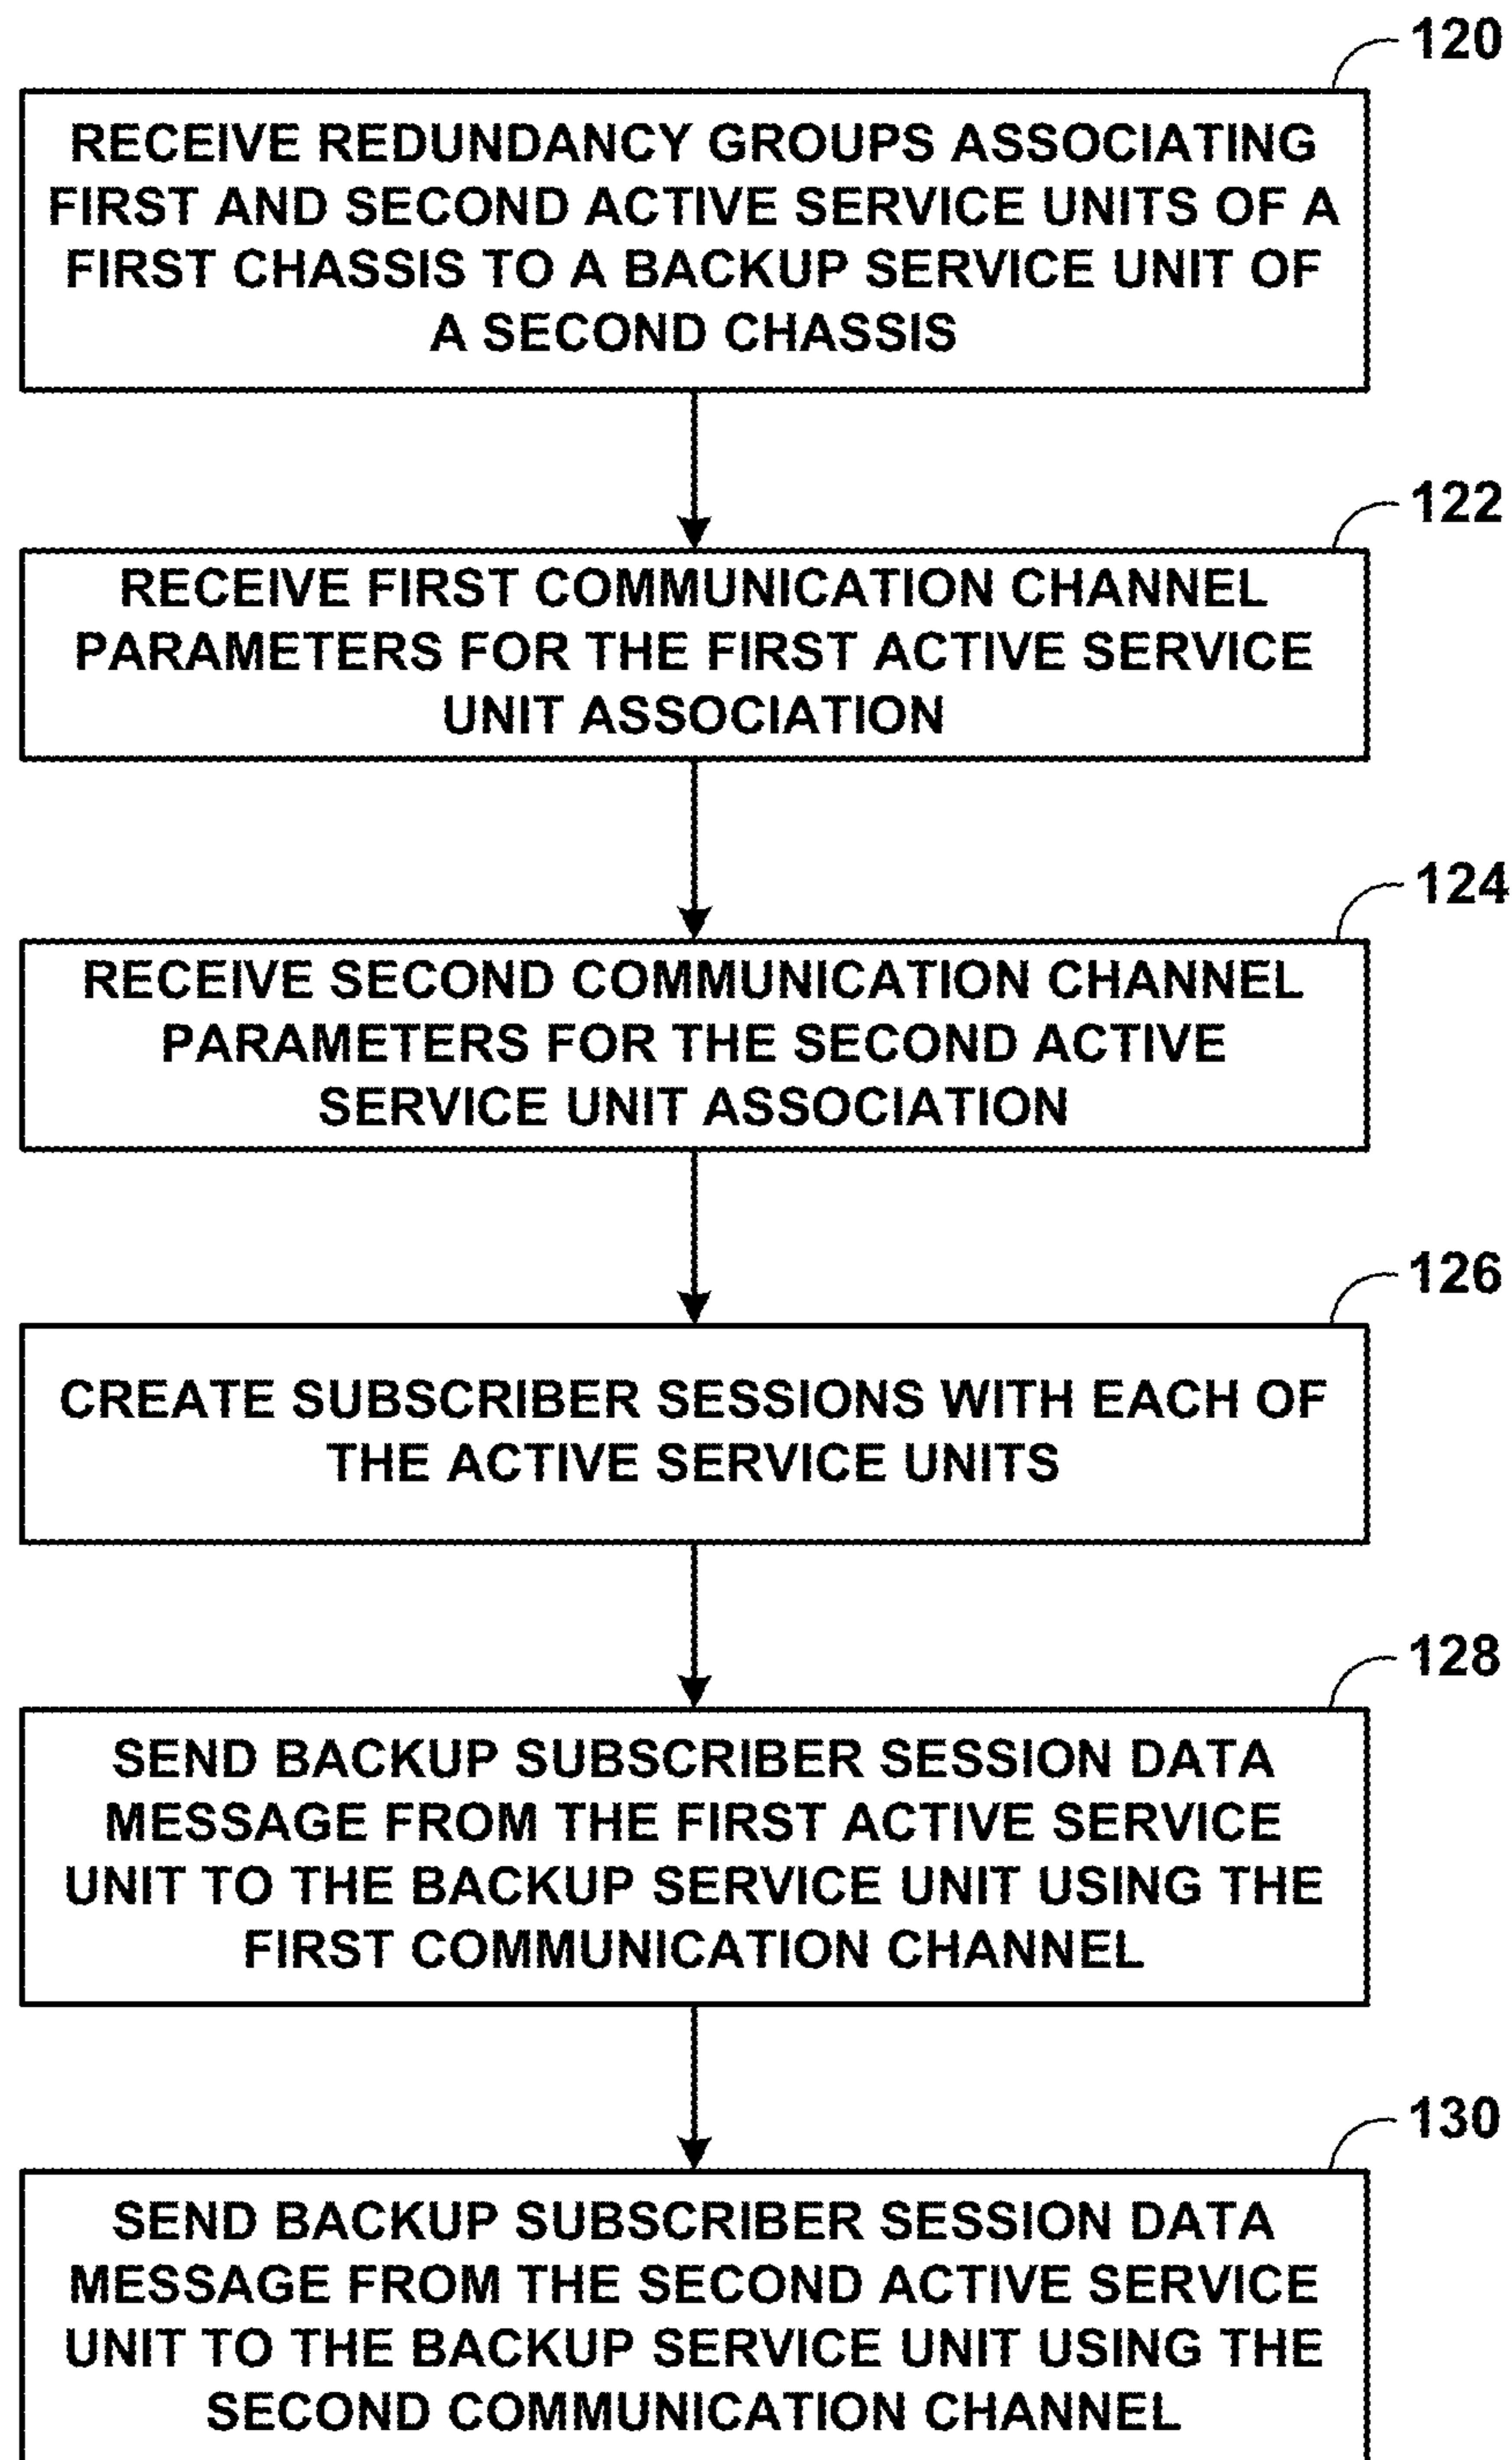 120
RECEIVE REDUNDANCY GROUPS ASSOCIATING
FIRST AND SECOND ACTIVE SERVICE UNITS OF A
FIRST CHASSIS TO A BACKUP SERVICE UNIT OF
A SECOND CHASSIS
122
RECEIVE FIRST COMMUNICATION CHANNEL
PARAMETERS FOR THE FIRST ACTIVE SERVICE
UNIT ASSOCIATION
124
RECEIVE SECOND COMMUNICATION CHANNEL
PARAMETERS FOR THE SECOND ACTIVE
SERVICE UNIT ASSOCIATION
126
CREATE SUBSCRIBER SESSIONS WITH EACH OF
THE ACTIVE SERVICE UNITS
128
SEND BACKUP SUBSCRIBER SESSION DATA
MESSAGE FROM THE FIRST ACTIVE SERVICE
UNIT TO THE BACKUP SERVICE UNIT USING THE
FIRST COMMUNICATION CHANNEL
130
SEND BACKUP SUBSCRIBER SESSION DATA
MESSAGE FROM THE SECOND ACTIVE SERVICE
UNIT TO THE BACKUP SERVICE UNIT USING THE
SECOND COMMUNICATION CHANNEL